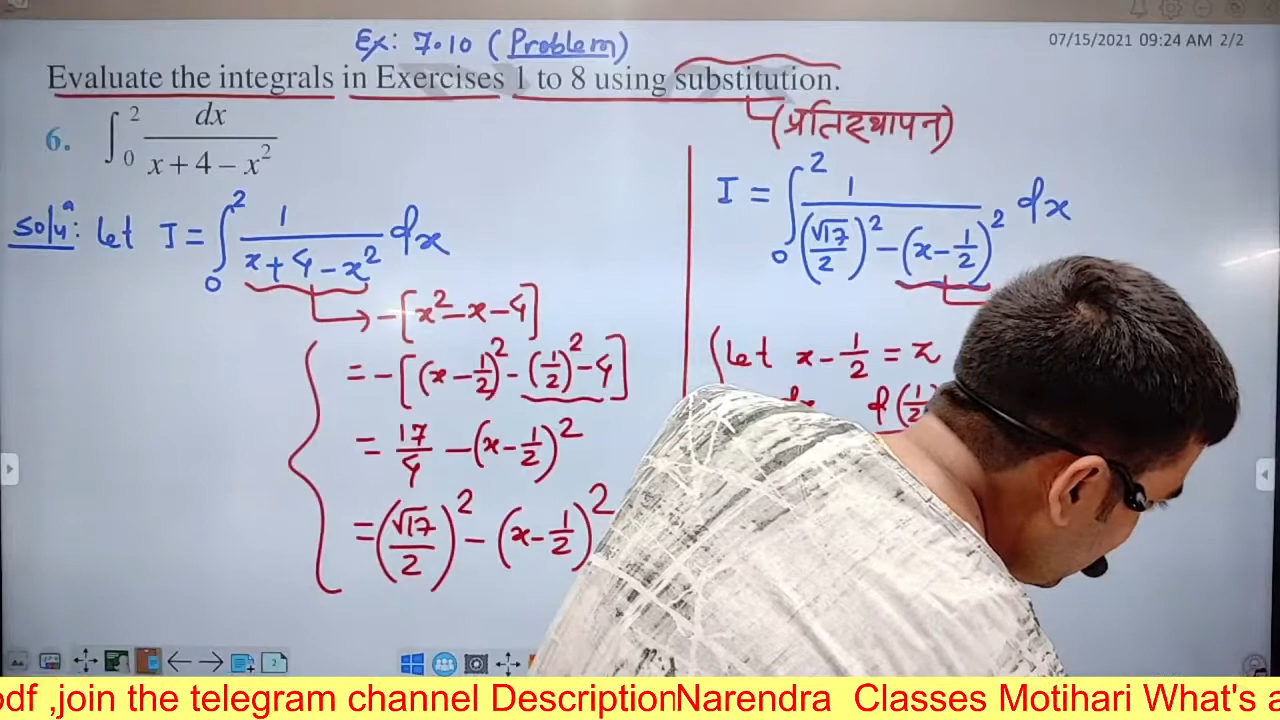 07/15/2021 09:24 AM 2/2
Ex: 7.10 (Problem)
Evaluate the integrals in Exercises 1 to 8 using substitution.
(प्रतिस्थापन)
6. ∫₀² dx / (x + 4 – x²)
Soluⁿ: Let I = ∫₀² 1 / (x + 4 – x²) dx
→ –[x² – x – 4]
= –[(x – 1/2)² – (1/2)² – 4]
= 17/4 – (x – 1/2)²
= (√17/2)² – (x – 1/2)²
I = ∫₀² 1 / ((√17/2)² – (x – 1/2)²) dx
(Let x – 1/2 = z
dx d(1/2)
pdf ,join the telegram channel DescriptionNarendra Classes Motihari What's a